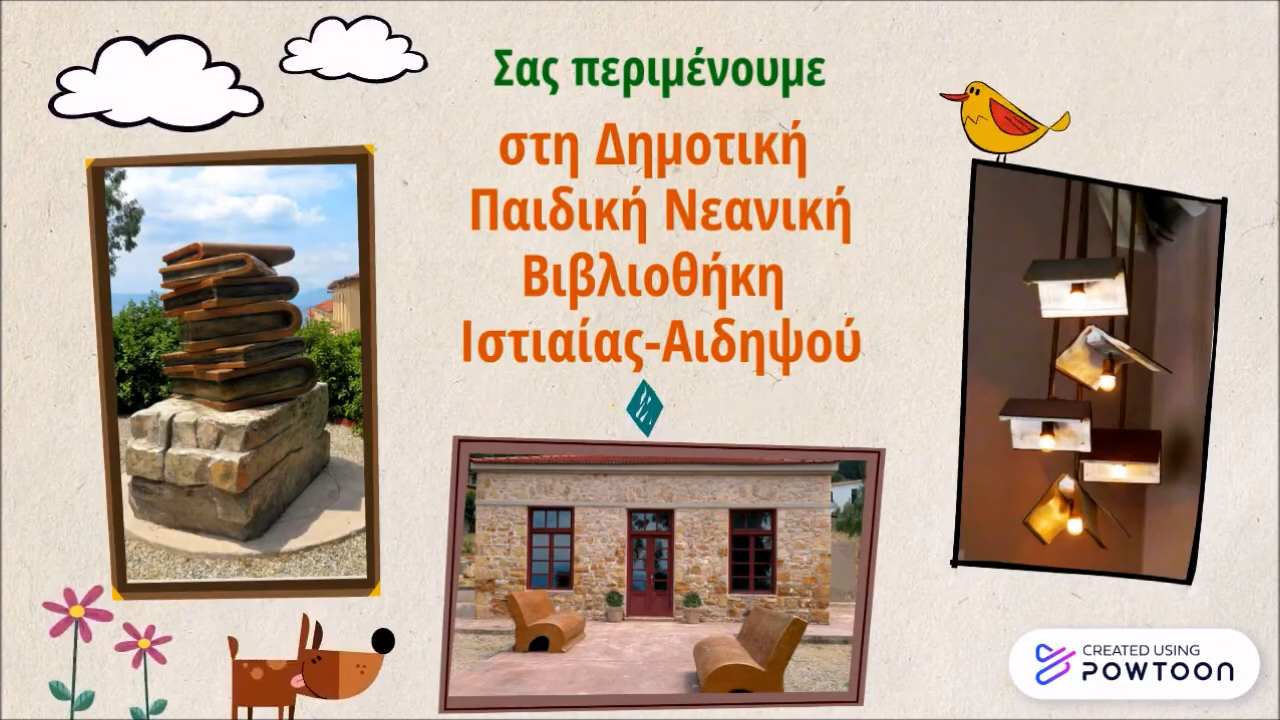 Σας περιμένουμε
στη Δημοτική
Παιδική Νεανική
Βιβλιοθήκη
Ιστιαίας-Αιδηψού
CREATED USING
POWTOON